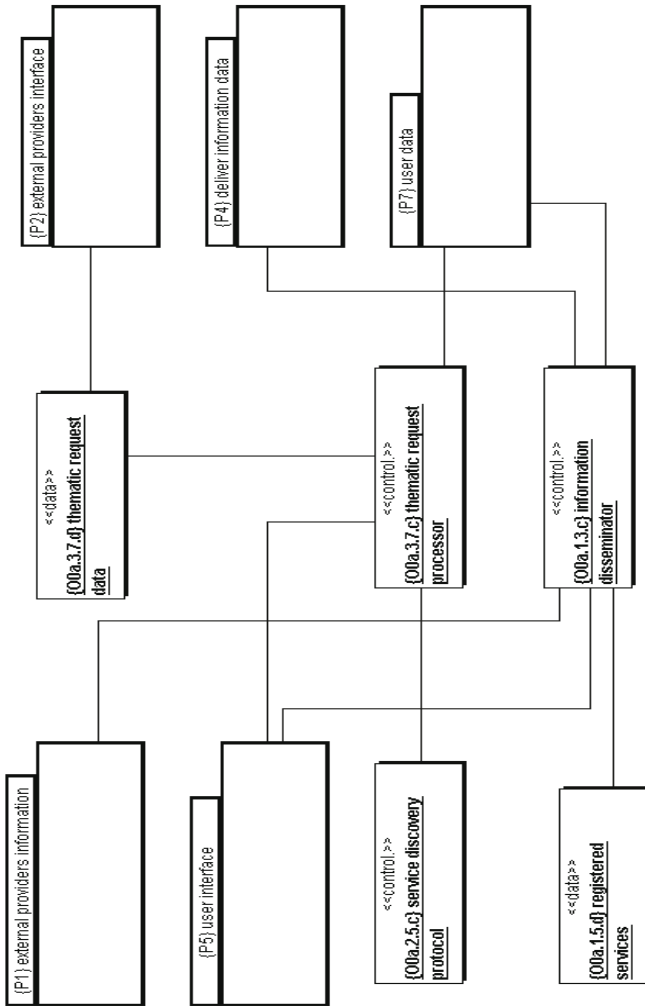 {P1} external providers information
{P5} user interface
<<control.>>
{O0a.2.5.c} service discovery
protocol
<<data>>
{O0a.1.5.d} registered
services
<<data>>
{O0a.3.7.d} thematic request
data
<<control.>>
{O0a.3.7.c} thematic request
processor
<<control.>>
{O0a.1.3.c} information
disseminator
{P2} external providers interface
{P4} deliver information data
{P7} user data